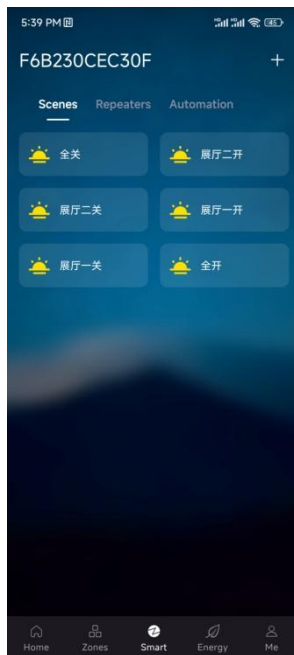 5:39 PM
F6B230CEC30F +
Scenes Repeaters Automation
全关 展厅二开
展厅二关 展厅一开
展厅一关 全开
Home Zones Smart Energy Me